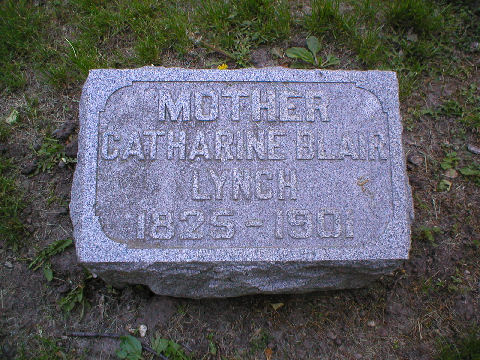 MOTHER
CATHARINE BLAIR
LYNCH
1825-1901